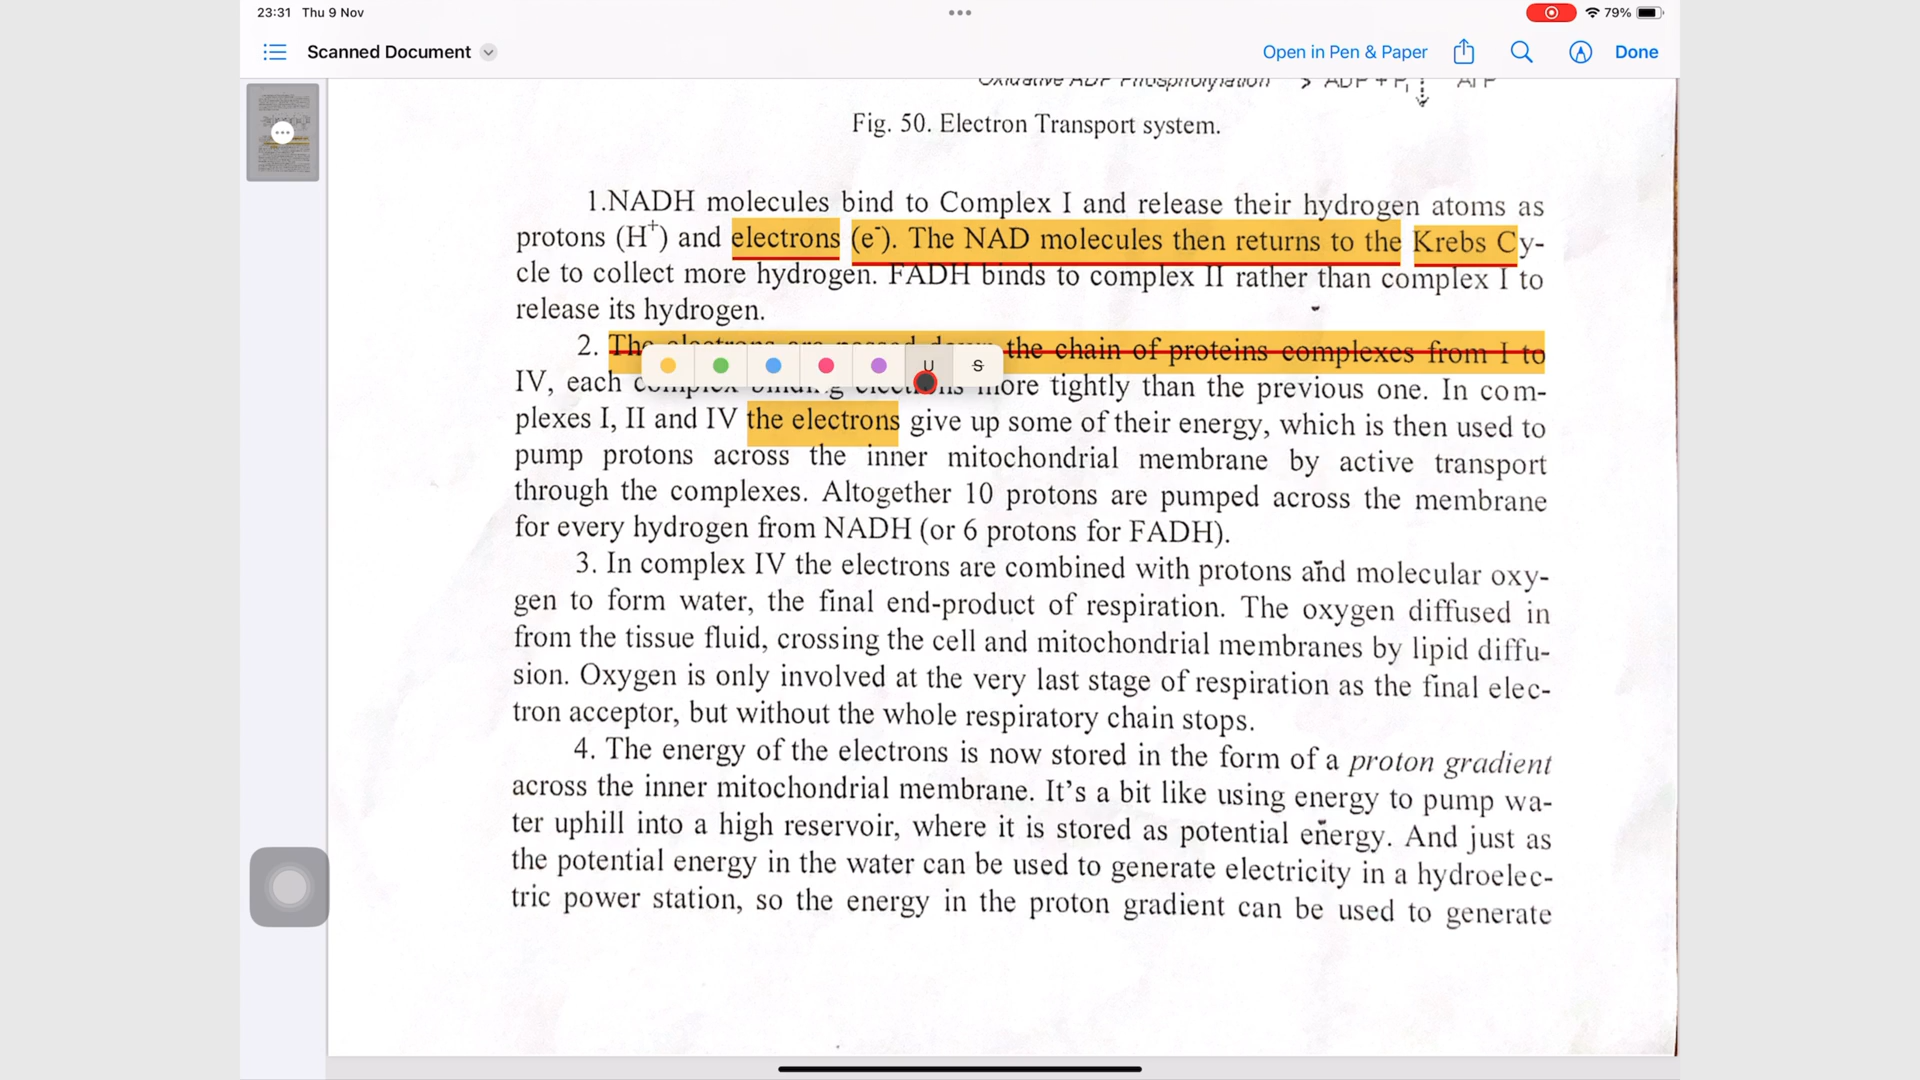 23:31 Thu 9 Nov
79%
Scanned Document
Open in Pen & Paper
Done
Oxidative ADP Phosphorylation > ADP + Pi ATP
Fig. 50. Electron Transport system.
1.NADH molecules bind to Complex I and release their hydrogen atoms as
protons (H⁺) and electrons (e⁻). The NAD molecules then returns to the Krebs Cy-
cle to collect more hydrogen. FADH binds to complex II rather than complex I to
release its hydrogen.
2. The electrons are passed down the chain of proteins complexes from I to
U S
IV, each complex binding electrons more tightly than the previous one. In com-
plexes I, II and IV the electrons give up some of their energy, which is then used to
pump protons across the inner mitochondrial membrane by active transport
through the complexes. Altogether 10 protons are pumped across the membrane
for every hydrogen from NADH (or 6 protons for FADH).
3. In complex IV the electrons are combined with protons and molecular oxy-
gen to form water, the final end-product of respiration. The oxygen diffused in
from the tissue fluid, crossing the cell and mitochondrial membranes by lipid diffu-
sion. Oxygen is only involved at the very last stage of respiration as the final elec-
tron acceptor, but without the whole respiratory chain stops.
4. The energy of the electrons is now stored in the form of a proton gradient
across the inner mitochondrial membrane. It's a bit like using energy to pump wa-
ter uphill into a high reservoir, where it is stored as potential energy. And just as
the potential energy in the water can be used to generate electricity in a hydroelec-
tric power station, so the energy in the proton gradient can be used to generate